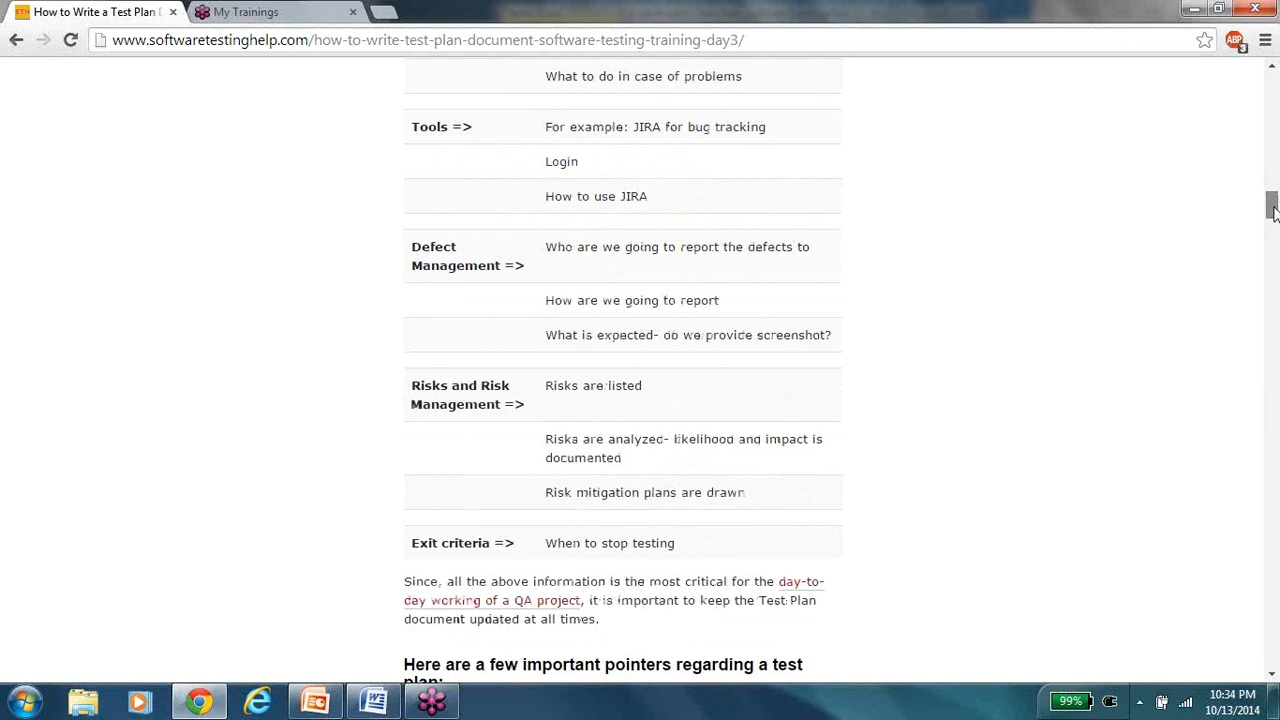 How to Write a Test Plan D
My Trainings
www.softwaretestinghelp.com/how-to-write-test-plan-document-software-testing-training-day3/
ABP
3
What to do in case of problems
Tools => For example: JIRA for bug tracking
Login
How to use JIRA
Defect Who are we going to report the defects to
Management =>
How are we going to report
What is expected- do we provide screenshot?
Risks and Risk Risks are listed
Management =>
Risks are analyzed- likelihood and impact is
documented
Risk mitigation plans are drawn
Exit criteria => When to stop testing
Since, all the above information is the most critical for the day-to-
day working of a QA project, it is important to keep the Test Plan
document updated at all times.
Here are a few important pointers regarding a test
plan:
99%
10:34 PM
10/13/2014